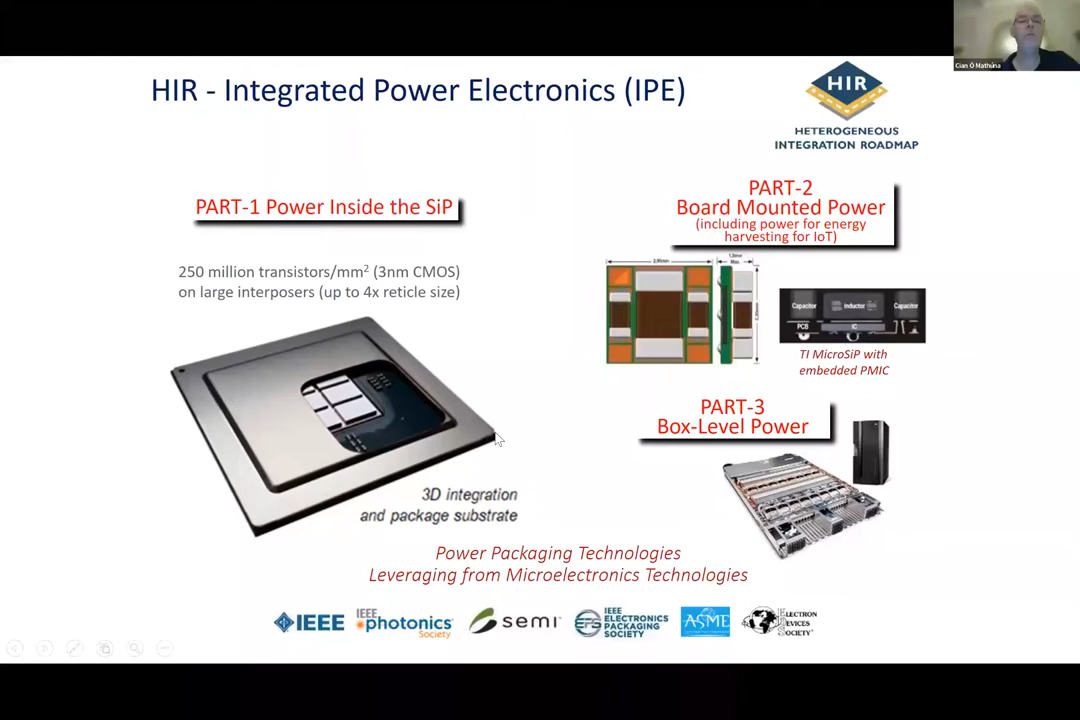 Cian Ó Mathúna
HIR - Integrated Power Electronics (IPE)
HIR
HETEROGENEOUS
INTEGRATION ROADMAP
PART-1 Power Inside the SiP
250 million transistors/mm² (3nm CMOS)
on large interposers (up to 4x reticle size)
3D integration
and package substrate
PART-2
Board Mounted Power
(including power for energy
harvesting for IoT)
Capacitor
Inductor
Capacitor
PCB
IC
TI MicroSiP with
embedded PMIC
PART-3
Box-Level Power
Power Packaging Technologies
Leveraging from Microelectronics Technologies
IEEE
IEEE
photonics
Society
semi
EPS
IEEE
ELECTRONICS
PACKAGING
SOCIETY
ASME
ELECTRON
DEVICES
SOCIETY